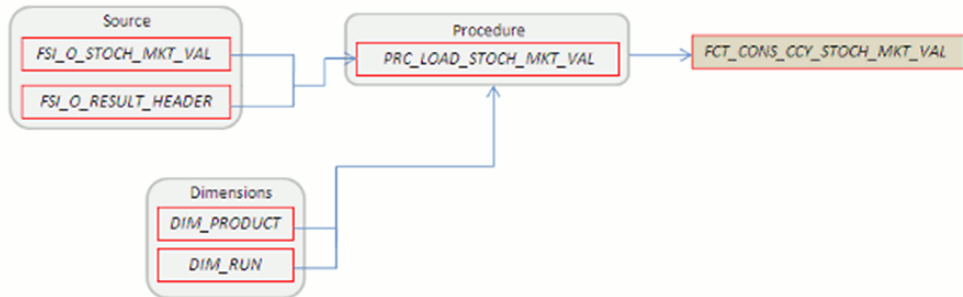 Source
FSI_O_STOCH_MKT_VAL
FSI_O_RESULT_HEADER
Procedure
PRC_LOAD_STOCH_MKT_VAL
FCT_CONS_CCY_STOCH_MKT_VAL
Dimensions
DIM_PRODUCT
DIM_RUN